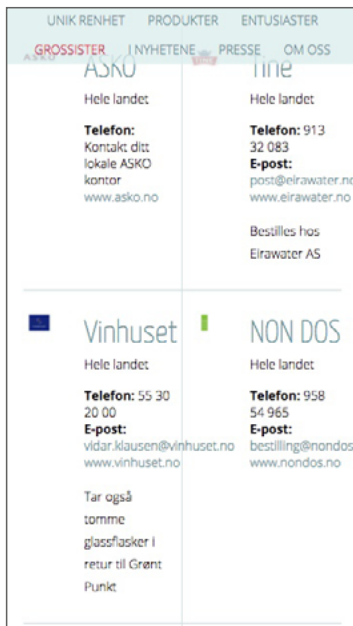 UNIK RENHET PRODUKTER ENTUSIASTER
GROSSISTER I NYHETENE PRESSE OM OSS
ASKO
ASKO
Hele landet
Telefon:
Kontakt ditt
lokale ASKO
kontor
www.asko.no
Tine
Hele landet
Telefon: 913
32 083
E-post:
post@eirawater.no
www.eirawater.no
Bestilles hos
Eirawater AS
Vinhuset
Hele landet
Telefon: 55 30
20 00
E-post:
vidar.klausen@vinhuset.no
www.vinhuset.no
Tar også
tomme
glassflasker i
retur til Grønt
Punkt
NON DOS
Hele landet
Telefon: 958
54 965
E-post:
bestilling@nondos
www.nondos.no